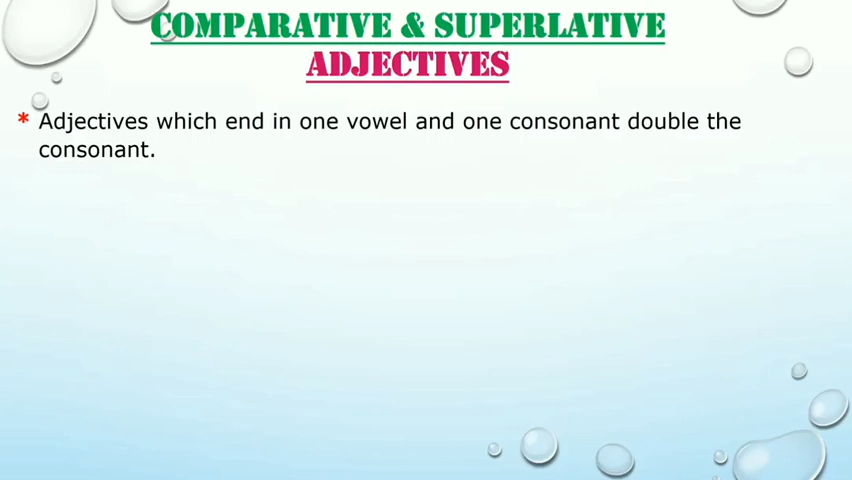 COMPARATIVE & SUPERLATIVE
ADJECTIVES
* Adjectives which end in one vowel and one consonant double the
consonant.